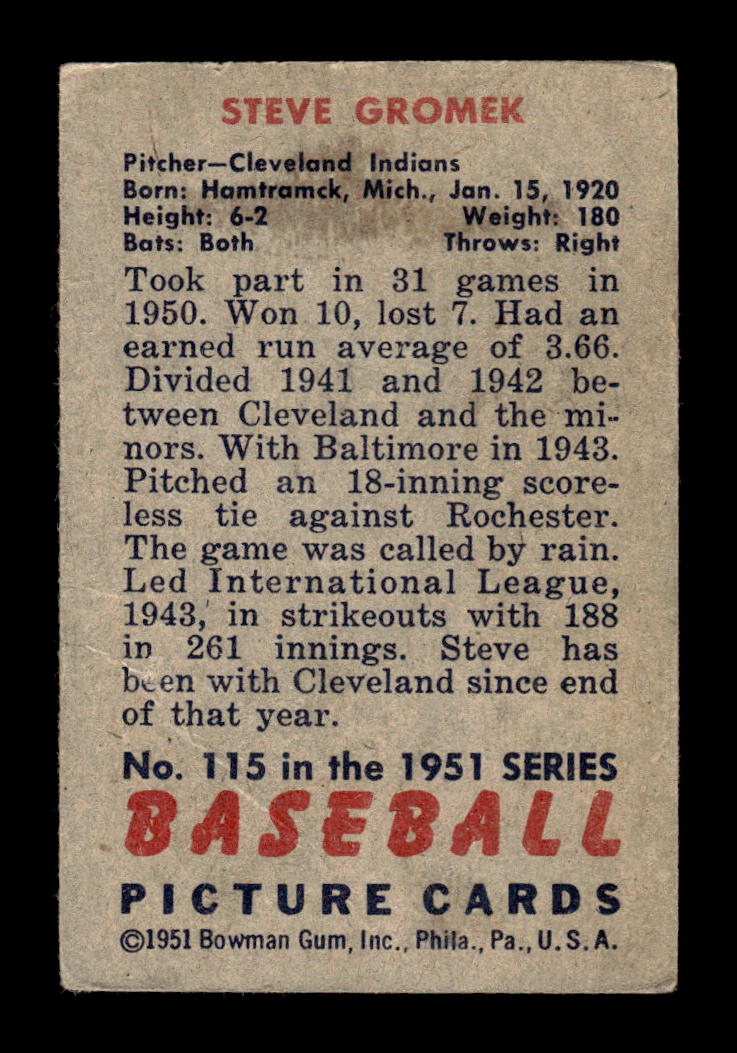 STEVE GROMEK
Pitcher—Cleveland Indians
Born: Hamtramck, Mich., Jan. 15, 1920
Height: 6-2 Weight: 180
Bats: Both Throws: Right
Took part in 31 games in
1950. Won 10, lost 7. Had an
earned run average of 3.66.
Divided 1941 and 1942 be-
tween Cleveland and the mi-
nors. With Baltimore in 1943.
Pitched an 18-inning score-
less tie against Rochester.
The game was called by rain.
Led International League,
1943, in strikeouts with 188
in 261 innings. Steve has
been with Cleveland since end
of that year.
No. 115 in the 1951 SERIES
BASEBALL
PICTURE CARDS
©1951 Bowman Gum, Inc., Phila., Pa., U.S.A.